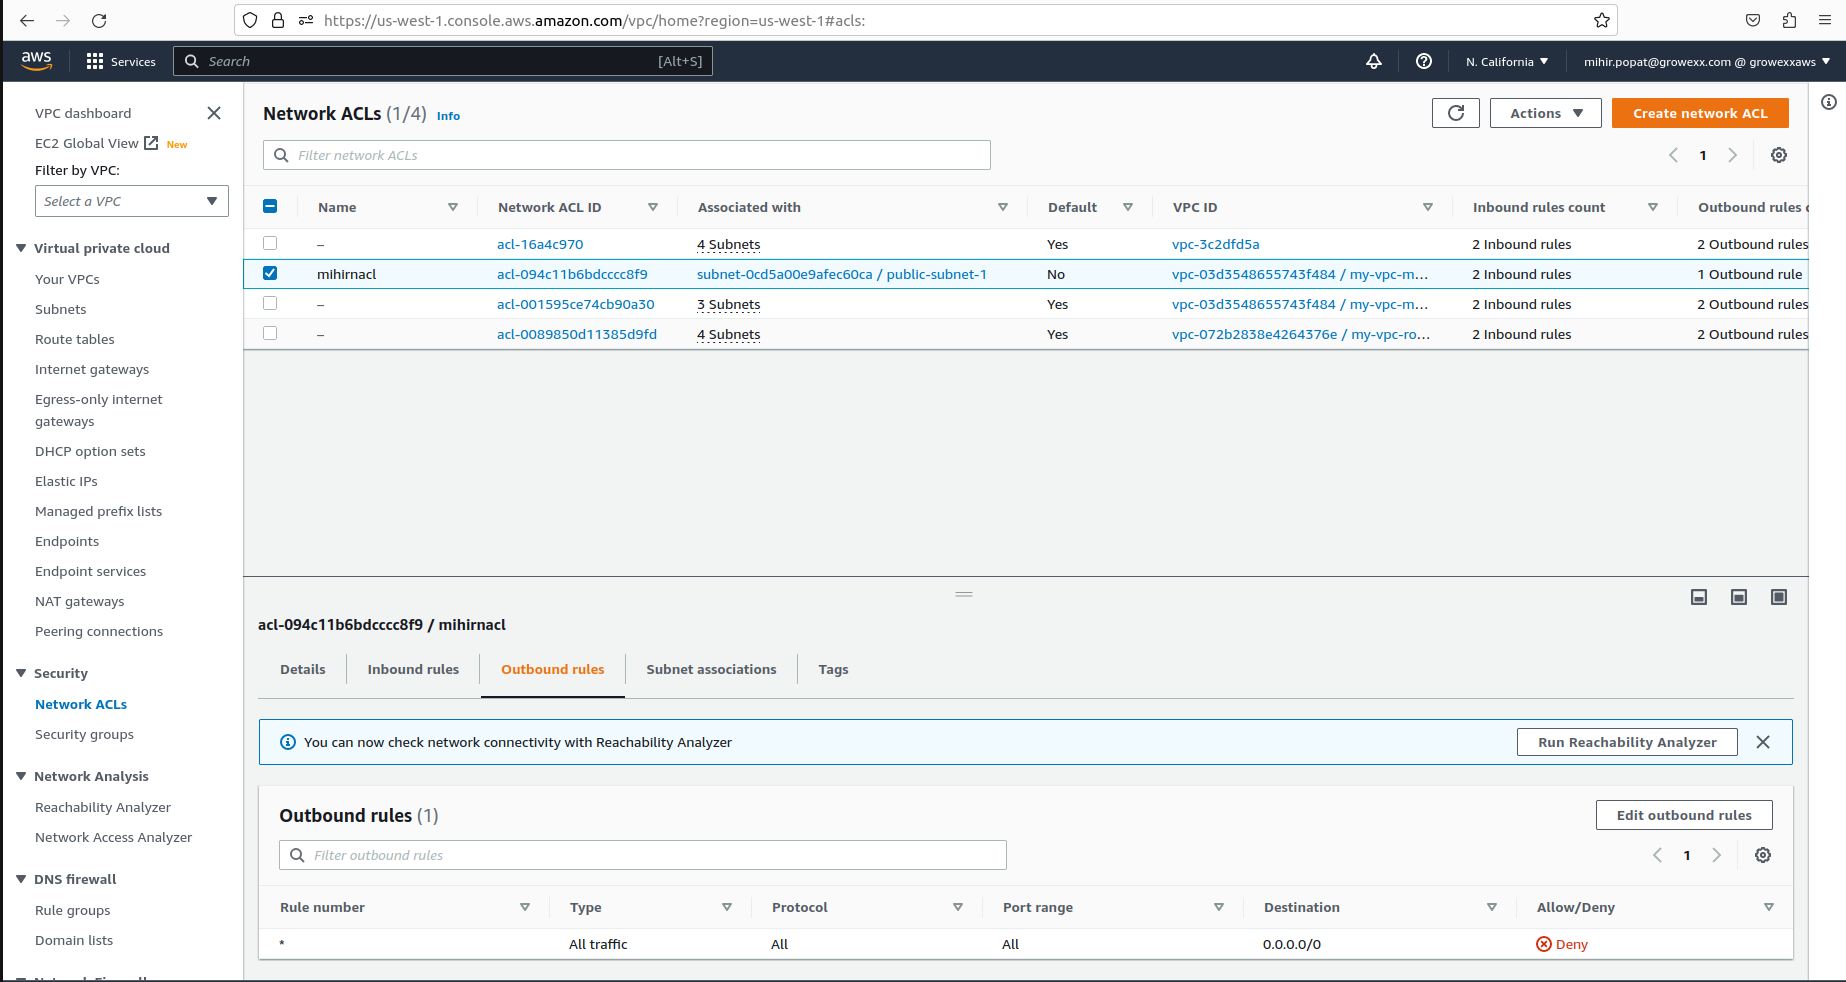 https://us-west-1.console.aws.amazon.com/vpc/home?region=us-west-1#acls:
aws
Services
Search
[Alt+S]
N. California
mihir.popat@growexx.com @ growexxaws
VPC dashboard
EC2 Global View New
Filter by VPC:
Select a VPC
Virtual private cloud
Your VPCs
Subnets
Route tables
Internet gateways
Egress-only internet
gateways
DHCP option sets
Elastic IPs
Managed prefix lists
Endpoints
Endpoint services
NAT gateways
Peering connections
Security
Network ACLs
Security groups
Network Analysis
Reachability Analyzer
Network Access Analyzer
DNS firewall
Rule groups
Domain lists
Network ACLs (1/4) Info
Actions
Create network ACL
Filter network ACLs
1
Name Network ACL ID Associated with Default VPC ID Inbound rules count Outbound rules c
– acl-16a4c970 4 Subnets Yes vpc-3c2dfd5a 2 Inbound rules 2 Outbound rules
mihirnacl acl-094c11b6bdcccc8f9 subnet-0cd5a00e9afec60ca / public-subnet-1 No vpc-03d3548655743f484 / my-vpc-m... 2 Inbound rules 1 Outbound rule
– acl-001595ce74cb90a30 3 Subnets Yes vpc-03d3548655743f484 / my-vpc-m... 2 Inbound rules 2 Outbound rules
– acl-0089850d11385d9fd 4 Subnets Yes vpc-072b2838e4264376e / my-vpc-ro... 2 Inbound rules 2 Outbound rules
acl-094c11b6bdcccc8f9 / mihirnacl
Details Inbound rules Outbound rules Subnet associations Tags
You can now check network connectivity with Reachability Analyzer
Run Reachability Analyzer
Outbound rules (1)
Edit outbound rules
Filter outbound rules
1
Rule number Type Protocol Port range Destination Allow/Deny
* All traffic All All 0.0.0.0/0 Deny